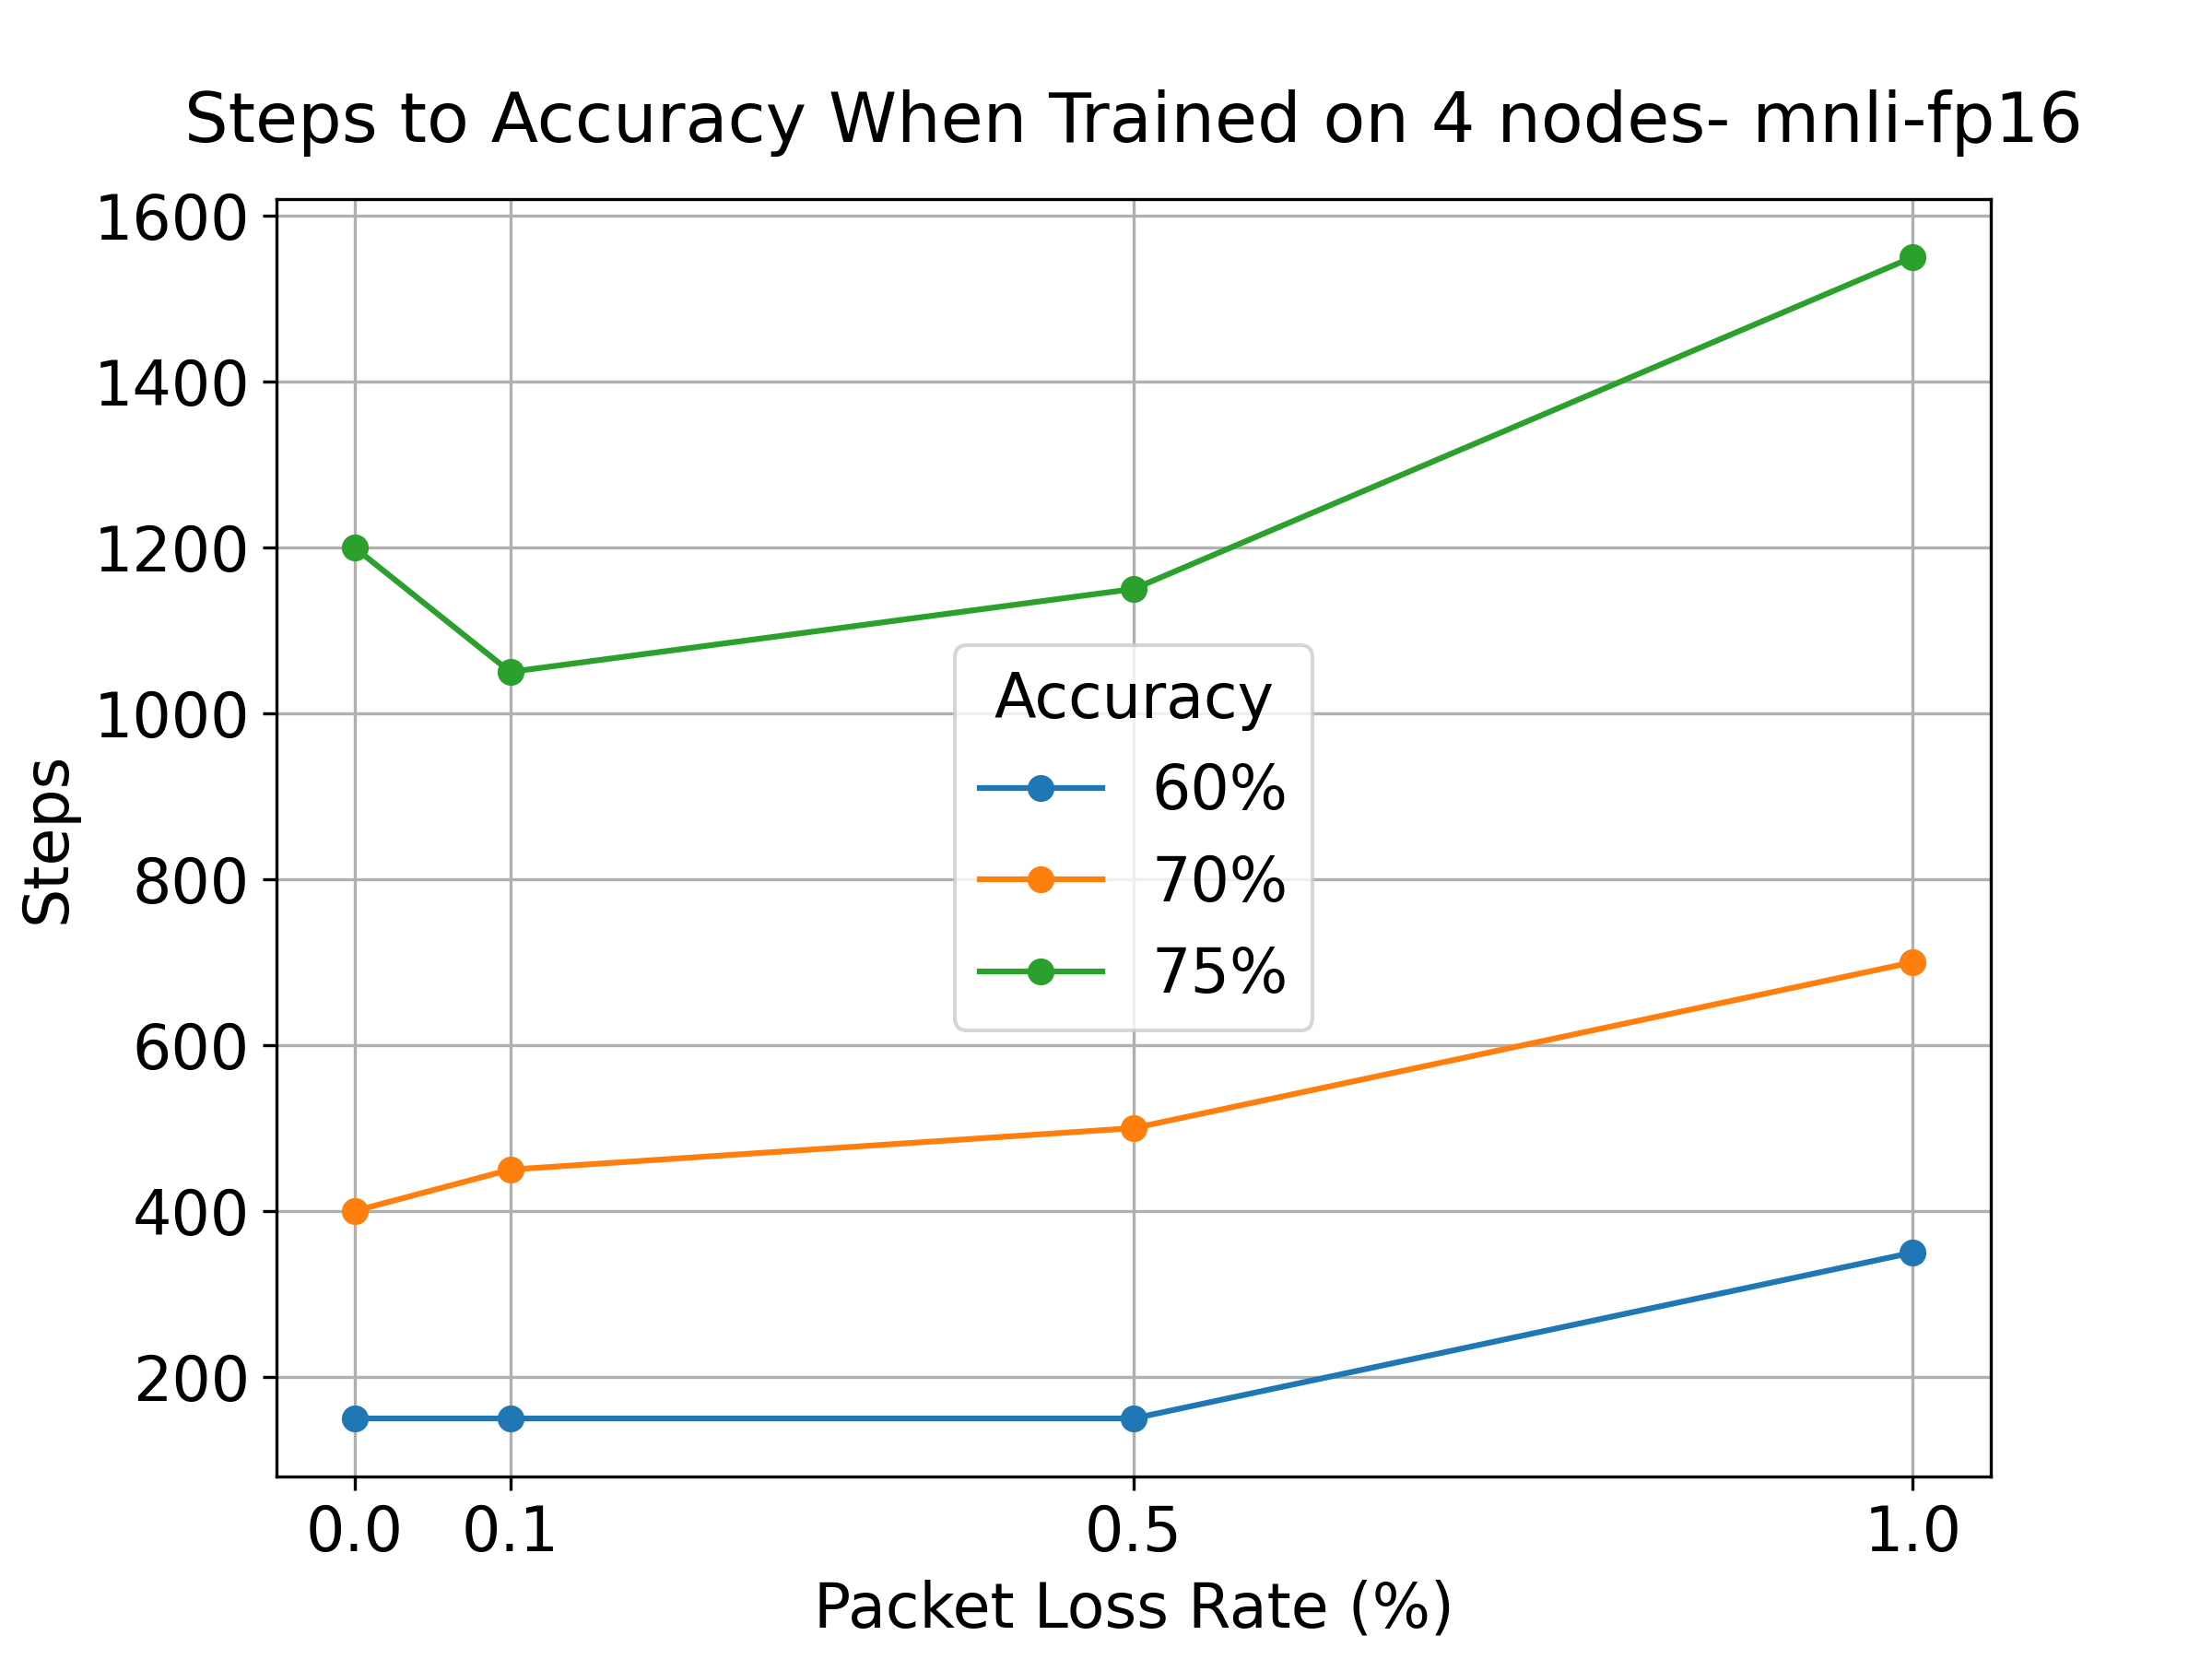 Steps to Accuracy When Trained on 4 nodes- mnli-fp16
1600
1400
1200
1000
800
600
400
200
Steps
Accuracy
60%
70%
75%
0.0 0.1 0.5 1.0
Packet Loss Rate (%)